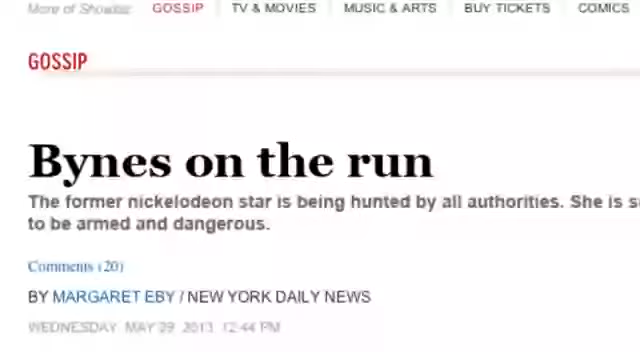 More of Showbiz GOSSIP TV & MOVIES MUSIC & ARTS BUY TICKETS COMICS
GOSSIP
Bynes on the run
The former nickelodeon star is being hunted by all authorities. She is
to be armed and dangerous.
Comments (20)
BY MARGARET EBY / NEW YORK DAILY NEWS
WEDNESDAY, MAY 29, 2013, 12:44 PM